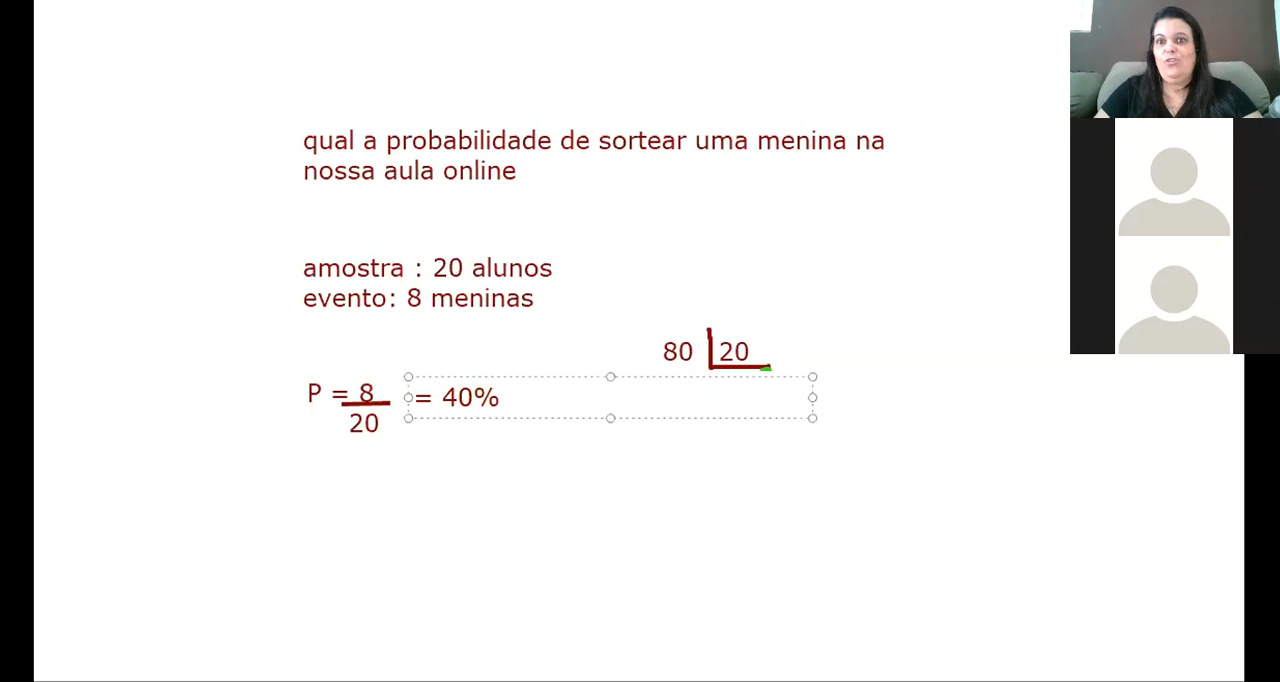 qual a probabilidade de sortear uma menina na
nossa aula online
amostra : 20 alunos
evento: 8 meninas
80 20
P = 8
20
= 40%